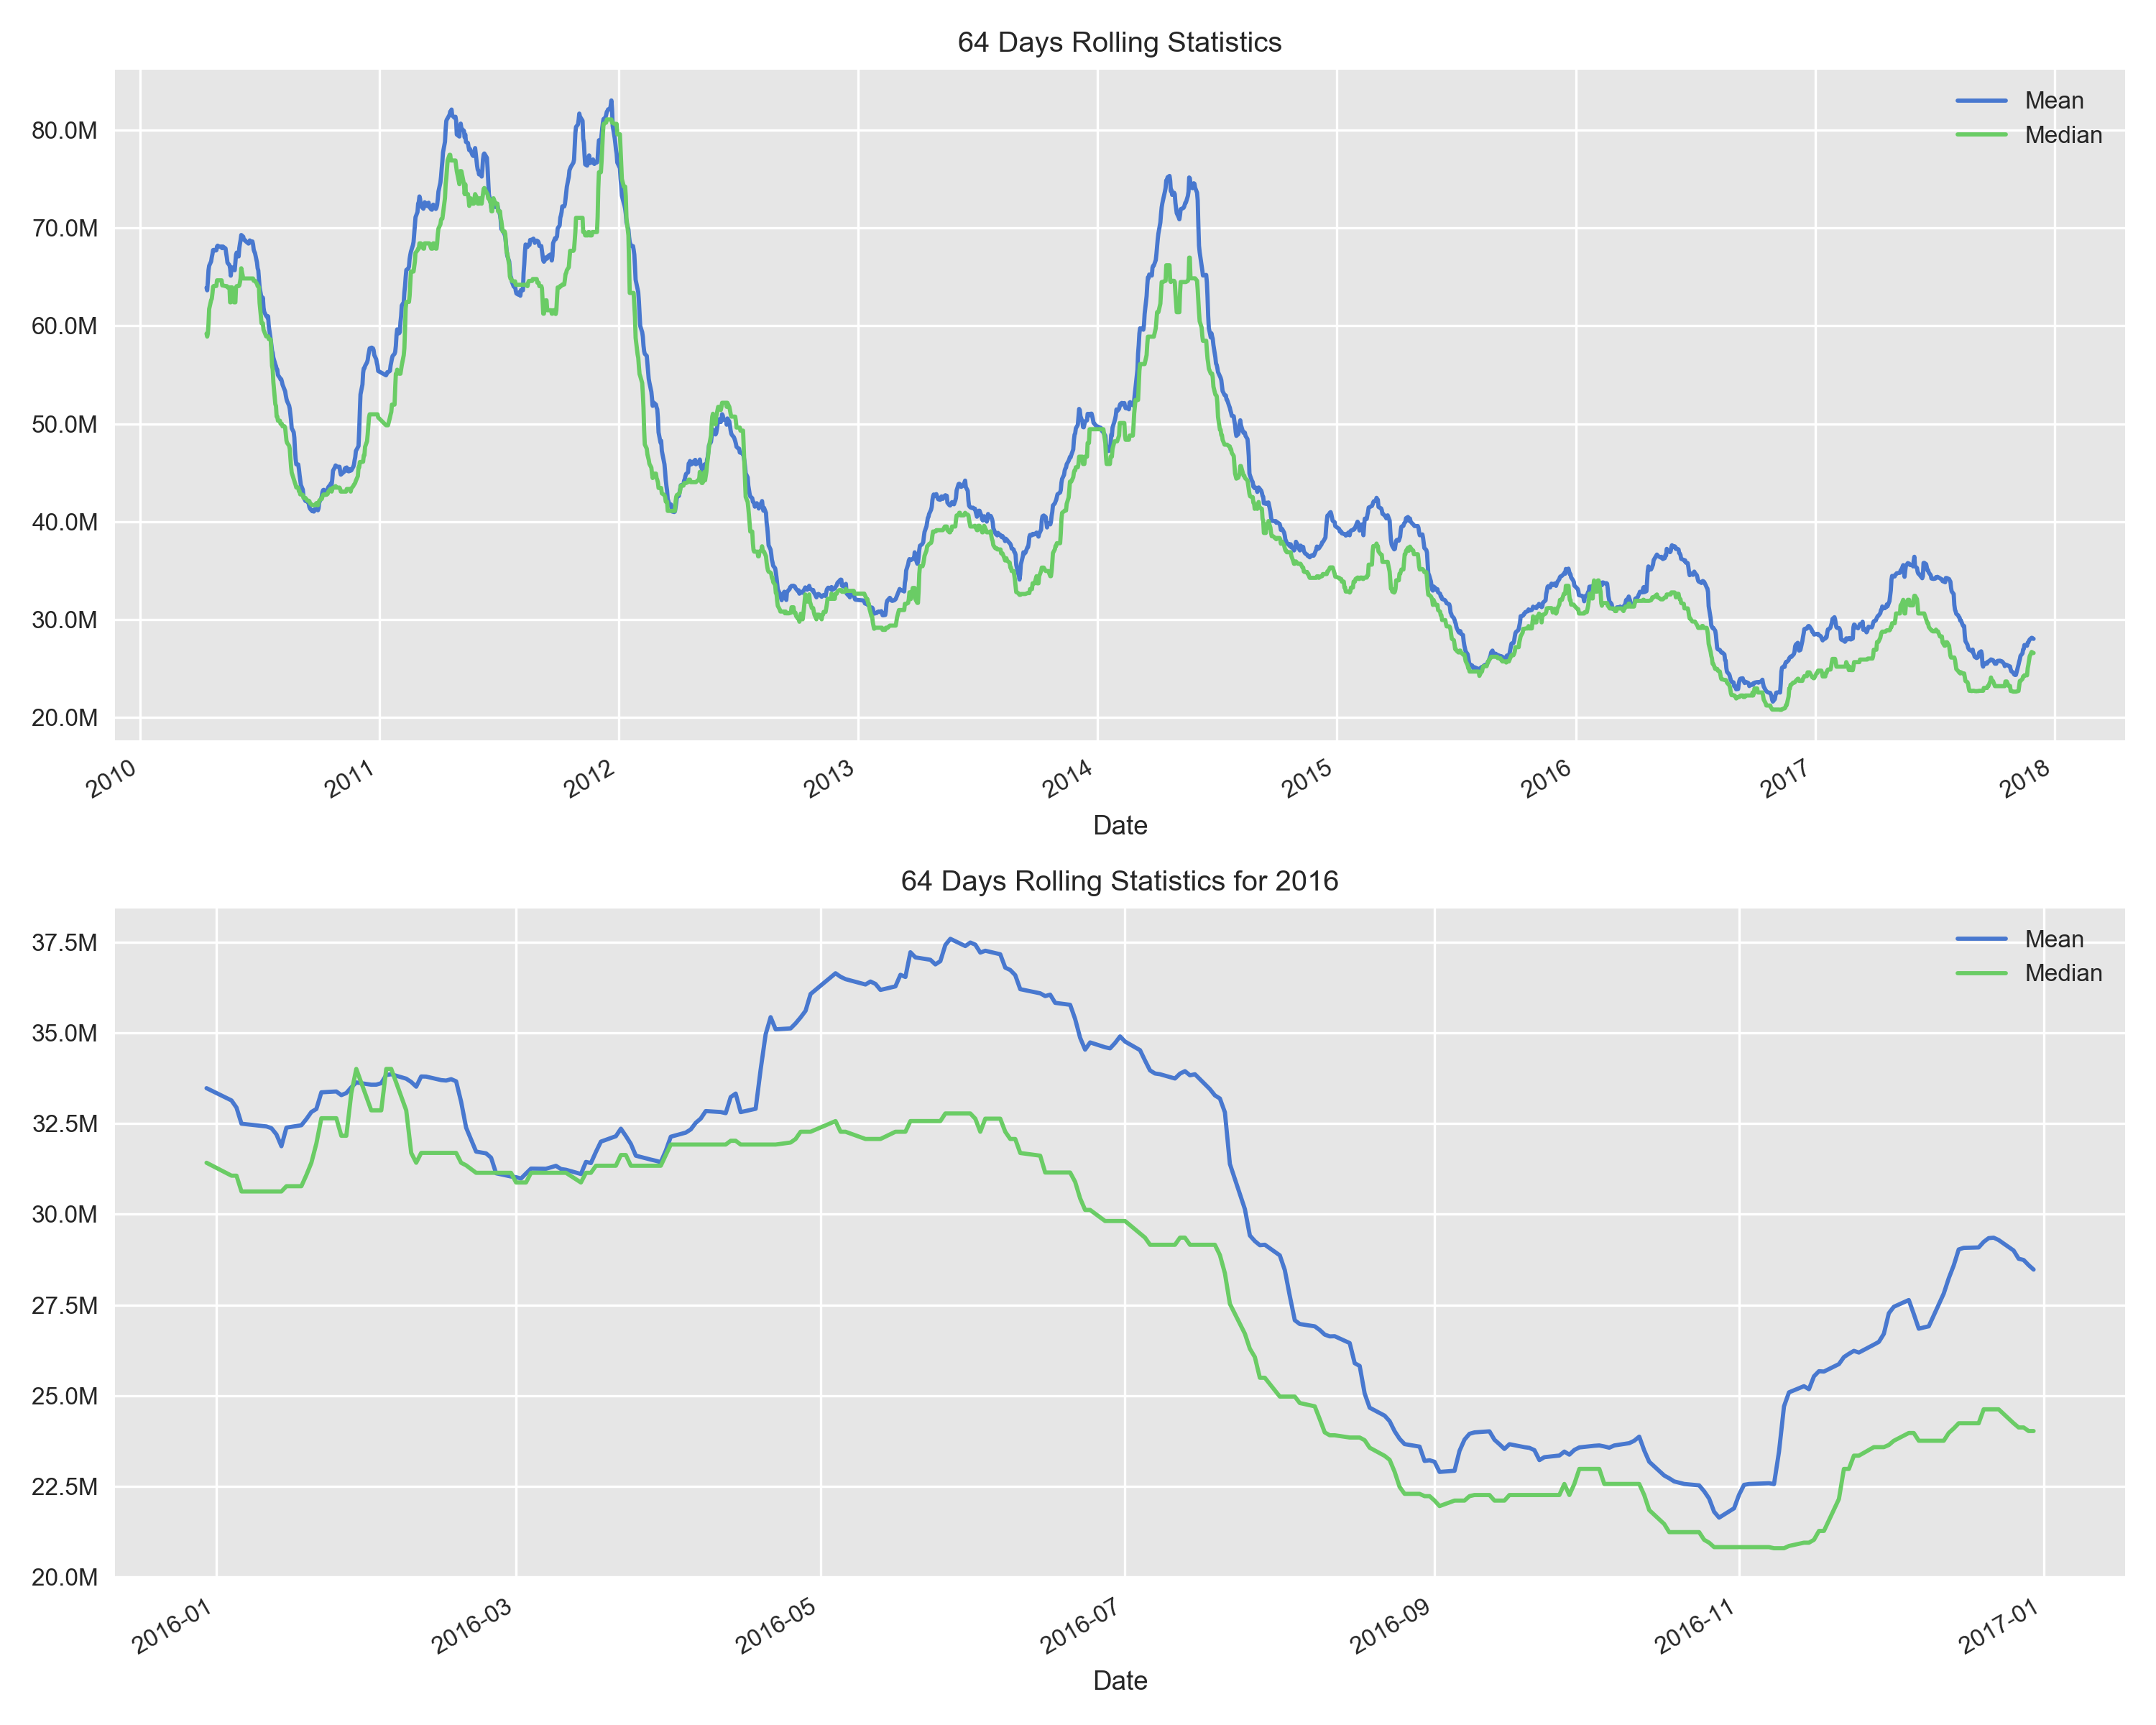 64 Days Rolling Statistics
Mean
Median
80.0M
70.0M
60.0M
50.0M
40.0M
30.0M
20.0M
2010
2011
2012
2013
2014
2015
2016
2017
2018
Date
64 Days Rolling Statistics for 2016
Mean
Median
37.5M
35.0M
32.5M
30.0M
27.5M
25.0M
22.5M
20.0M
2016-01
2016-03
2016-05
2016-07
2016-09
2016-11
2017-01
Date